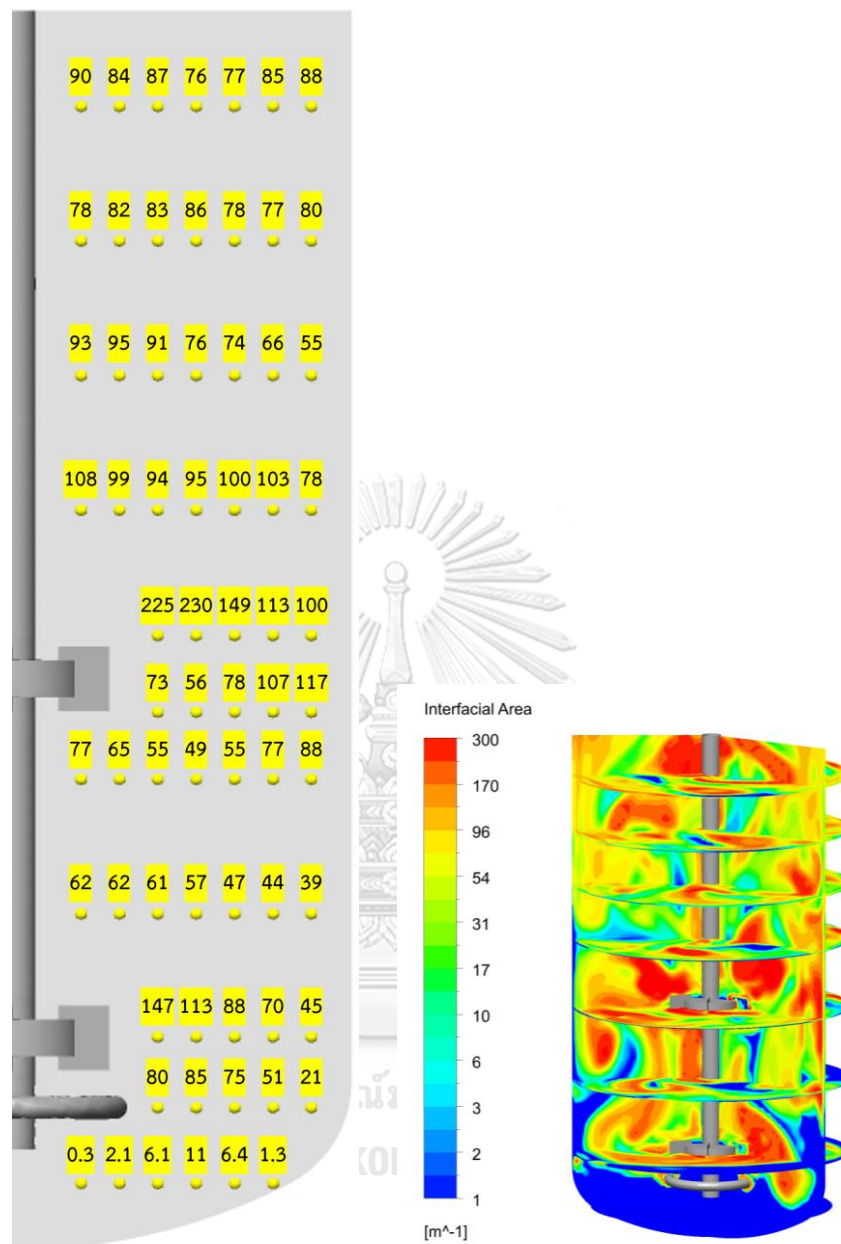 90 84 87 76 77 85 88
78 82 83 86 78 77 80
93 95 91 76 74 66 55
108 99 94 95 100 103 78
225 230 149 113 100
73 56 78 107 117
77 65 55 49 55 77 88
62 62 61 57 47 44 39
147 113 88 70 45
80 85 75 51 21
0.3 2.1 6.1 11 6.4 1.3
Interfacial Area
300
170
96
54
31
17
10
6
3
2
1
[m^-1]